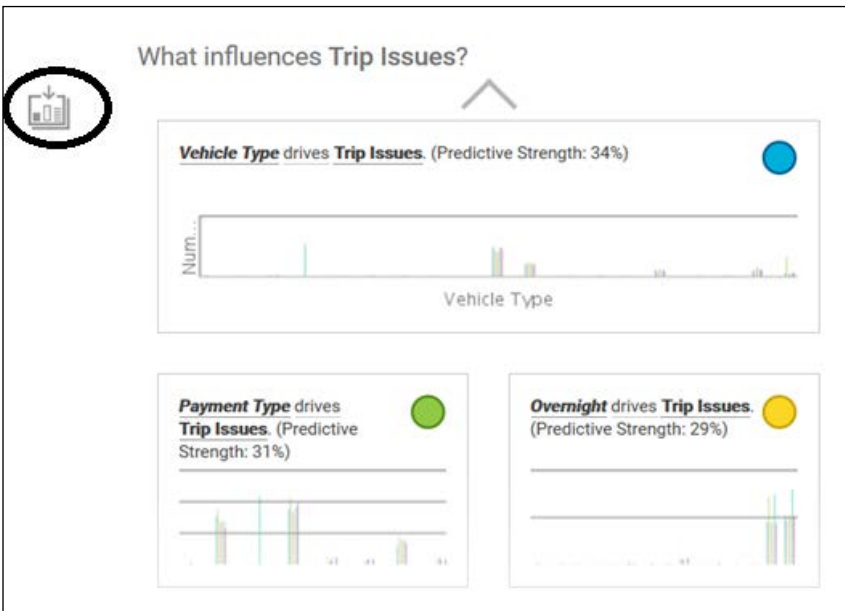 What influences Trip Issues?
Vehicle Type drives Trip Issues. (Predictive Strength: 34%)
Num...
Vehicle Type
Payment Type drives
Trip Issues. (Predictive
Strength: 31%)
Overnight drives Trip Issues.
(Predictive Strength: 29%)